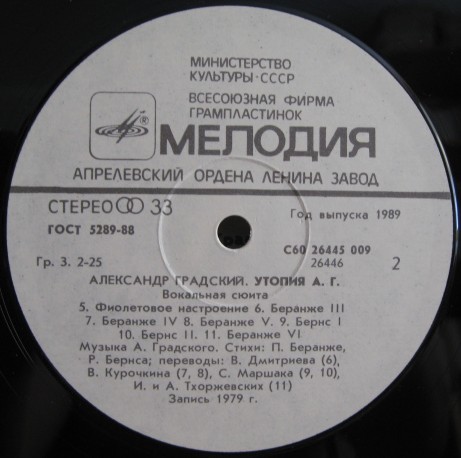 МИНИСТЕРСТВО
КУЛЬТУРЫ·СССР
ВСЕСОЮЗНАЯ ФИРМА
ГРАМПЛАСТИНОК
® МЕЛОДИЯ
АПРЕЛЕВСКИЙ ОРДЕНА ЛЕНИНА ЗАВОД
СТЕРЕО 33
Год выпуска 1989
ГОСТ 5289-88
С60 26445 009
Гр. 3. 2-25
26446
2
АЛЕКСАНДР ГРАДСКИЙ. УТОПИЯ А. Г.
Вокальная сюита
5. Фиолетовое настроение 6. Беранже III
7. Беранже IV 8. Беранже V. 9. Бернс I
10. Бернс II. 11. Беранже VI
Музыка А. Градского. Стихи: П. Беранже,
Р. Бернса; переводы: В. Дмитриева (6),
В. Курочкина (7, 8), С. Маршака (9, 10),
И. и А. Тхоржевских (11)
Запись 1979 г.